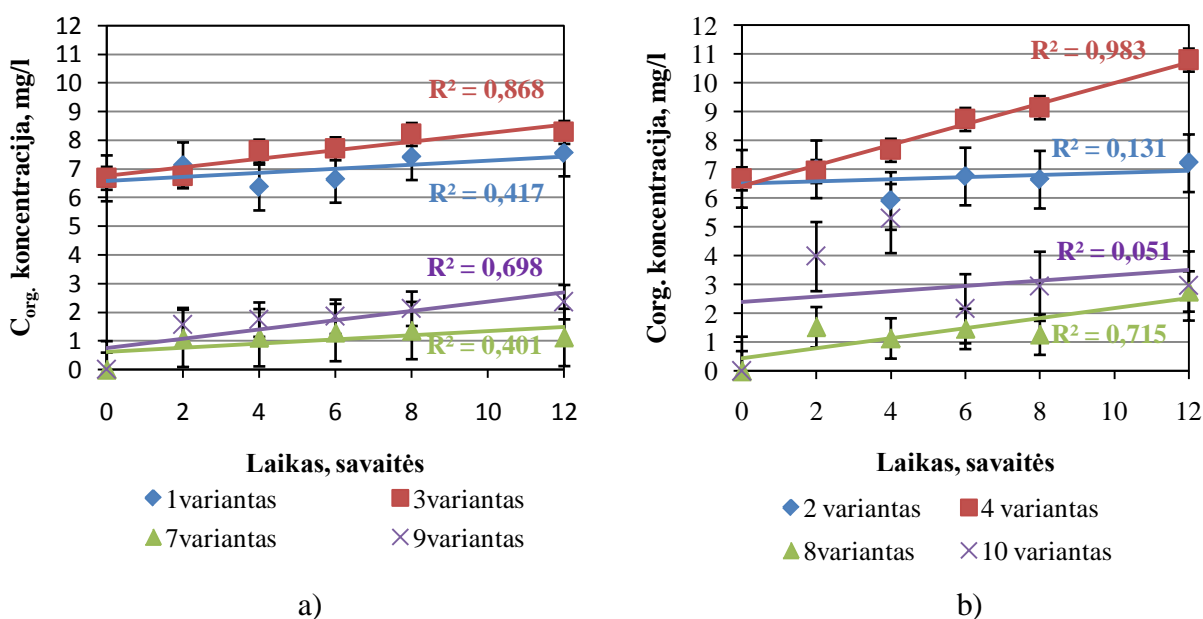 C_org. koncentracija, mg/l
12
11
10
9
8
7
6
5
4
3
2
1
0
R² = 0,868
R² = 0,417
R² = 0,698
R² = 0,401
0 2 4 6 8 10 12
Laikas, savaitės
1variantas 3variantas
7variantas 9variantas
a)
Corg. koncentracija, mg/l
12
11
10
9
8
7
6
5
4
3
2
1
0
R² = 0,983
R² = 0,131
R² = 0,051
R² = 0,715
0 2 4 6 8 10 12
Laikas, savaitės
2 variantas 4 variantas
8variantas 10 variantas
b)